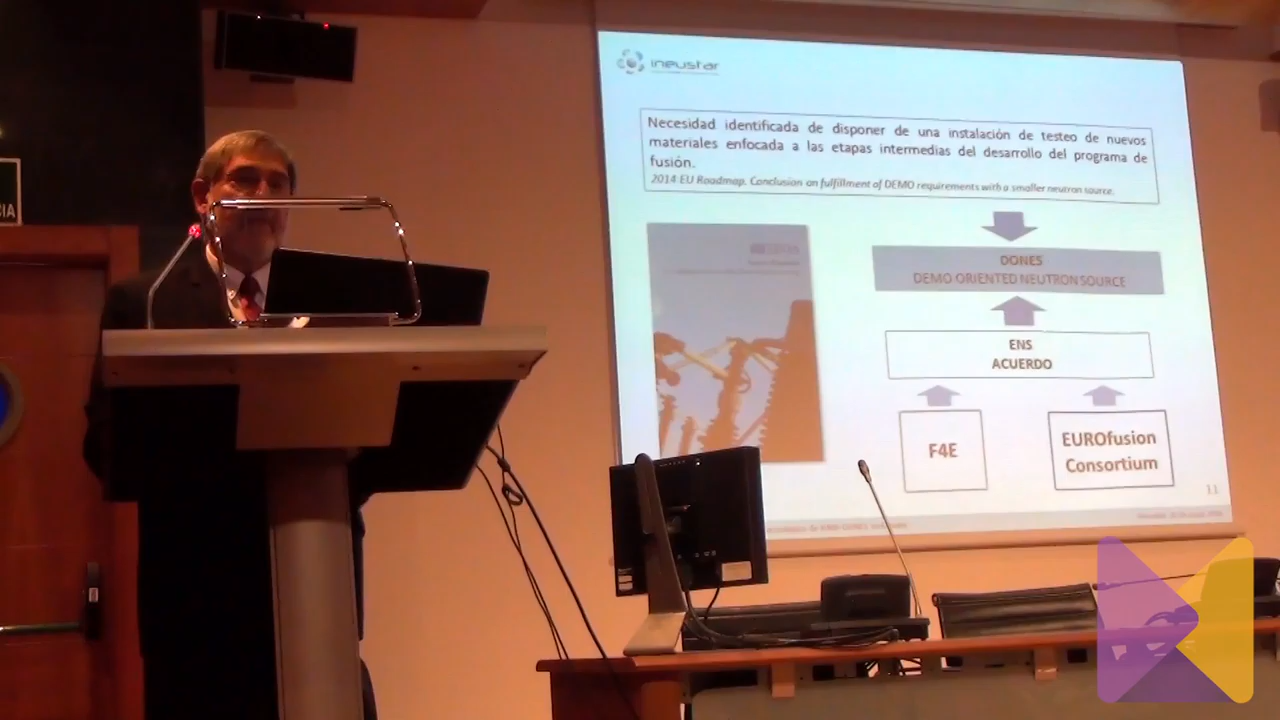 CIA
ineustar
Necesidad identificada de disponer de una instalación de testeo de nuevos
materiales enfocada a las etapas intermedias del desarrollo del programa de
fusión.
2014 EU Roadmap. Conclusion on fulfillment of DEMO requirements with a smaller neutron source.
DONES
DEMO ORIENTED NEUTRON SOURCE
ENS
ACUERDO
F4E
EUROfusion
Consortium
11